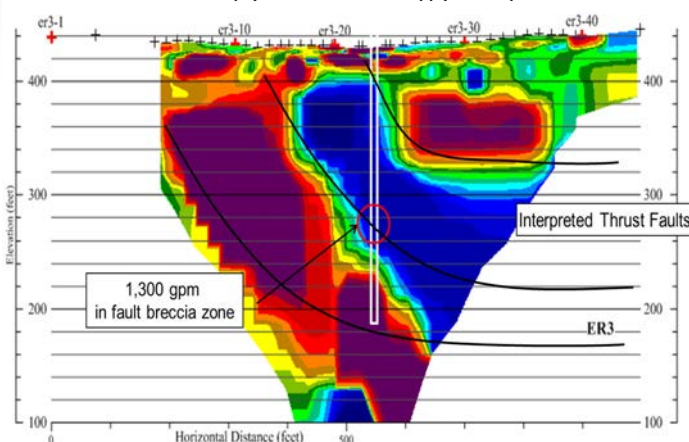 er3-1
er3-10
er3-20
er3-30
er3-40
400
400
300
300
Interpreted Thrust Faults
1,300 gpm
in fault breccia zone
200
200
ER3
100
100
Elevation (feet)
0
Horizontal Distance (feet)
500